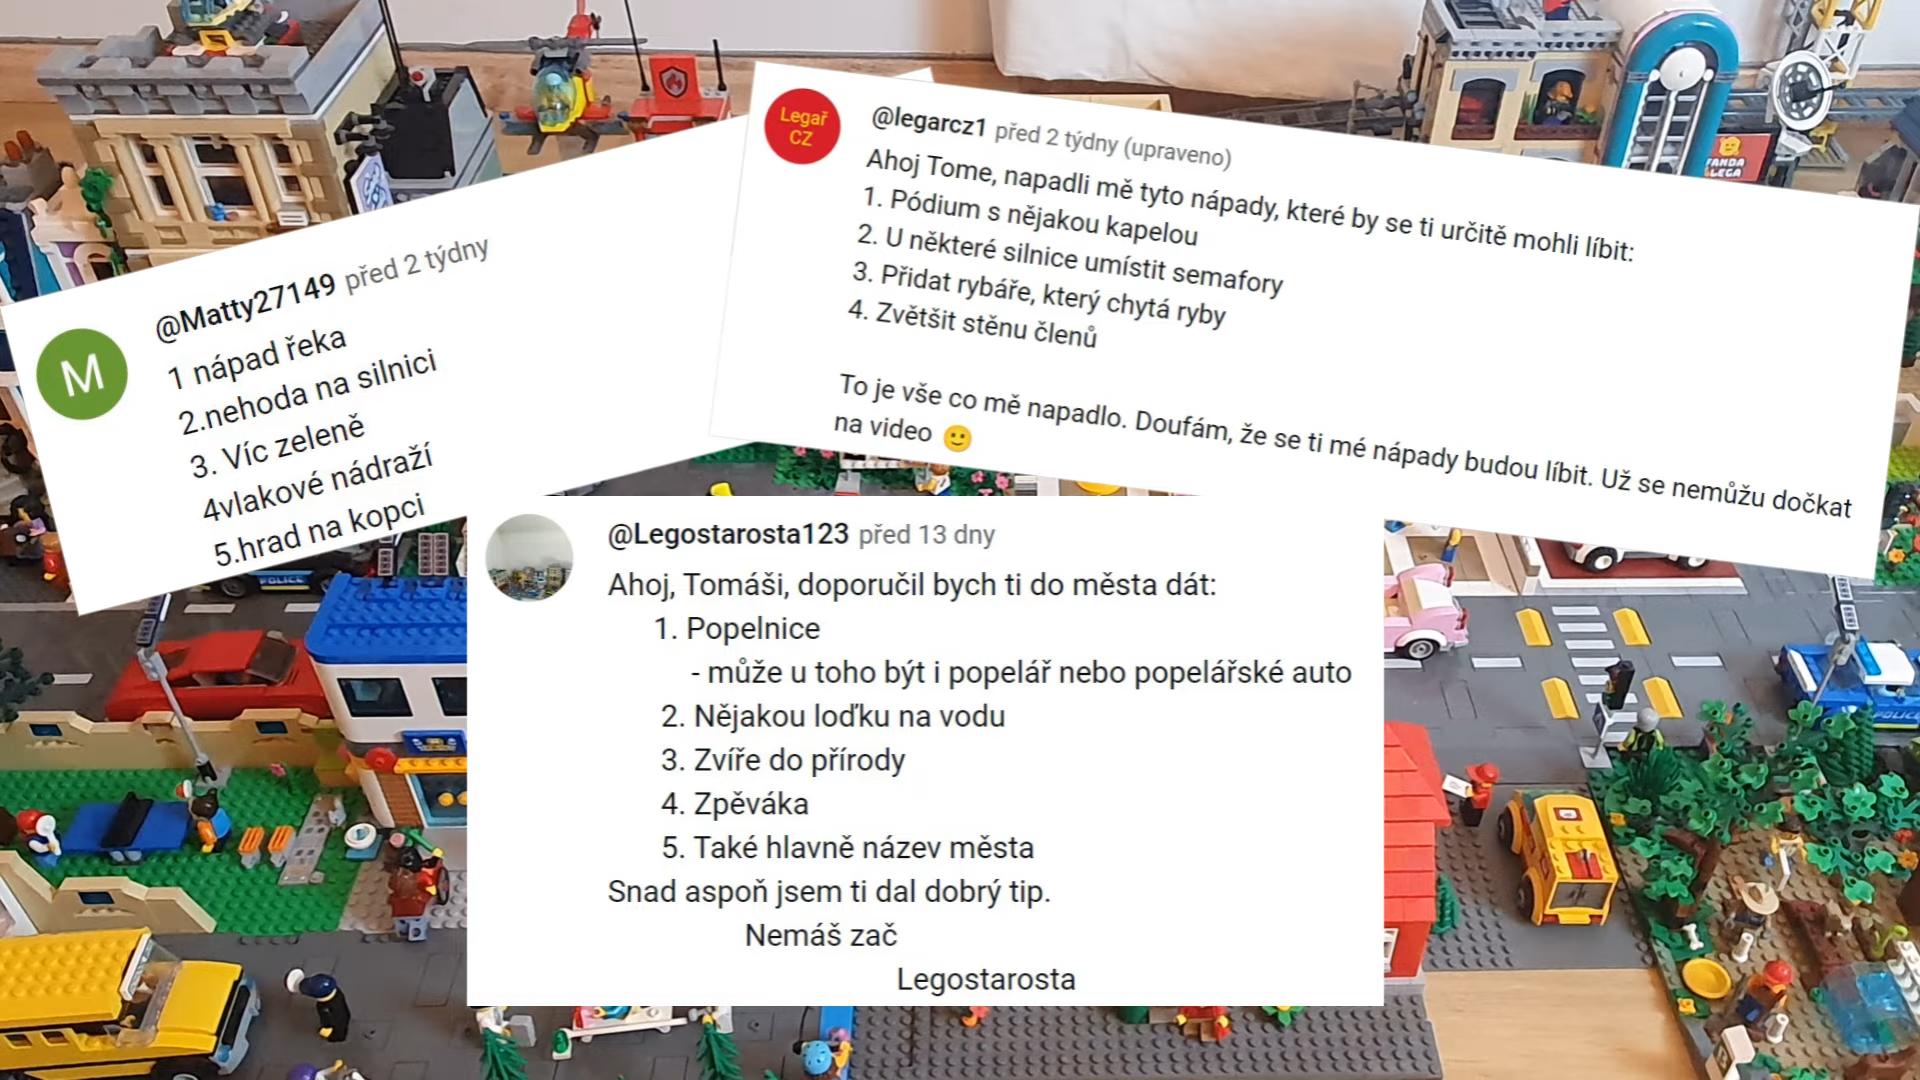 @Matty27149 před 2 týdny
M
1 nápad řeka
2.nehoda na silnici
3. Víc zeleně
4vlakové nádraží
5.hrad na kopci
Legař
CZ
@legarcz1 před 2 týdny (upraveno)
Ahoj Tome, napadli mě tyto nápady, které by se ti určitě mohli líbit:
1. Pódium s nějakou kapelou
2. U některé silnice umístit semafory
3. Přidat rybáře, který chytá ryby
4. Zvětšit stěnu členů
To je vše co mě napadlo. Doufám, že se ti mé nápady budou líbit. Už se nemůžu dočkat
na video 🙂
@Legostarosta123 před 13 dny
Ahoj, Tomáši, doporučil bych ti do města dát:
1. Popelnice
- může u toho být i popelář nebo popelářské auto
2. Nějakou loďku na vodu
3. Zvíře do přírody
4. Zpěváka
5. Také hlavně název města
Snad aspoň jsem ti dal dobrý tip.
Nemáš zač
Legostarosta
FANDA
LEGA
POLICE
POLICE